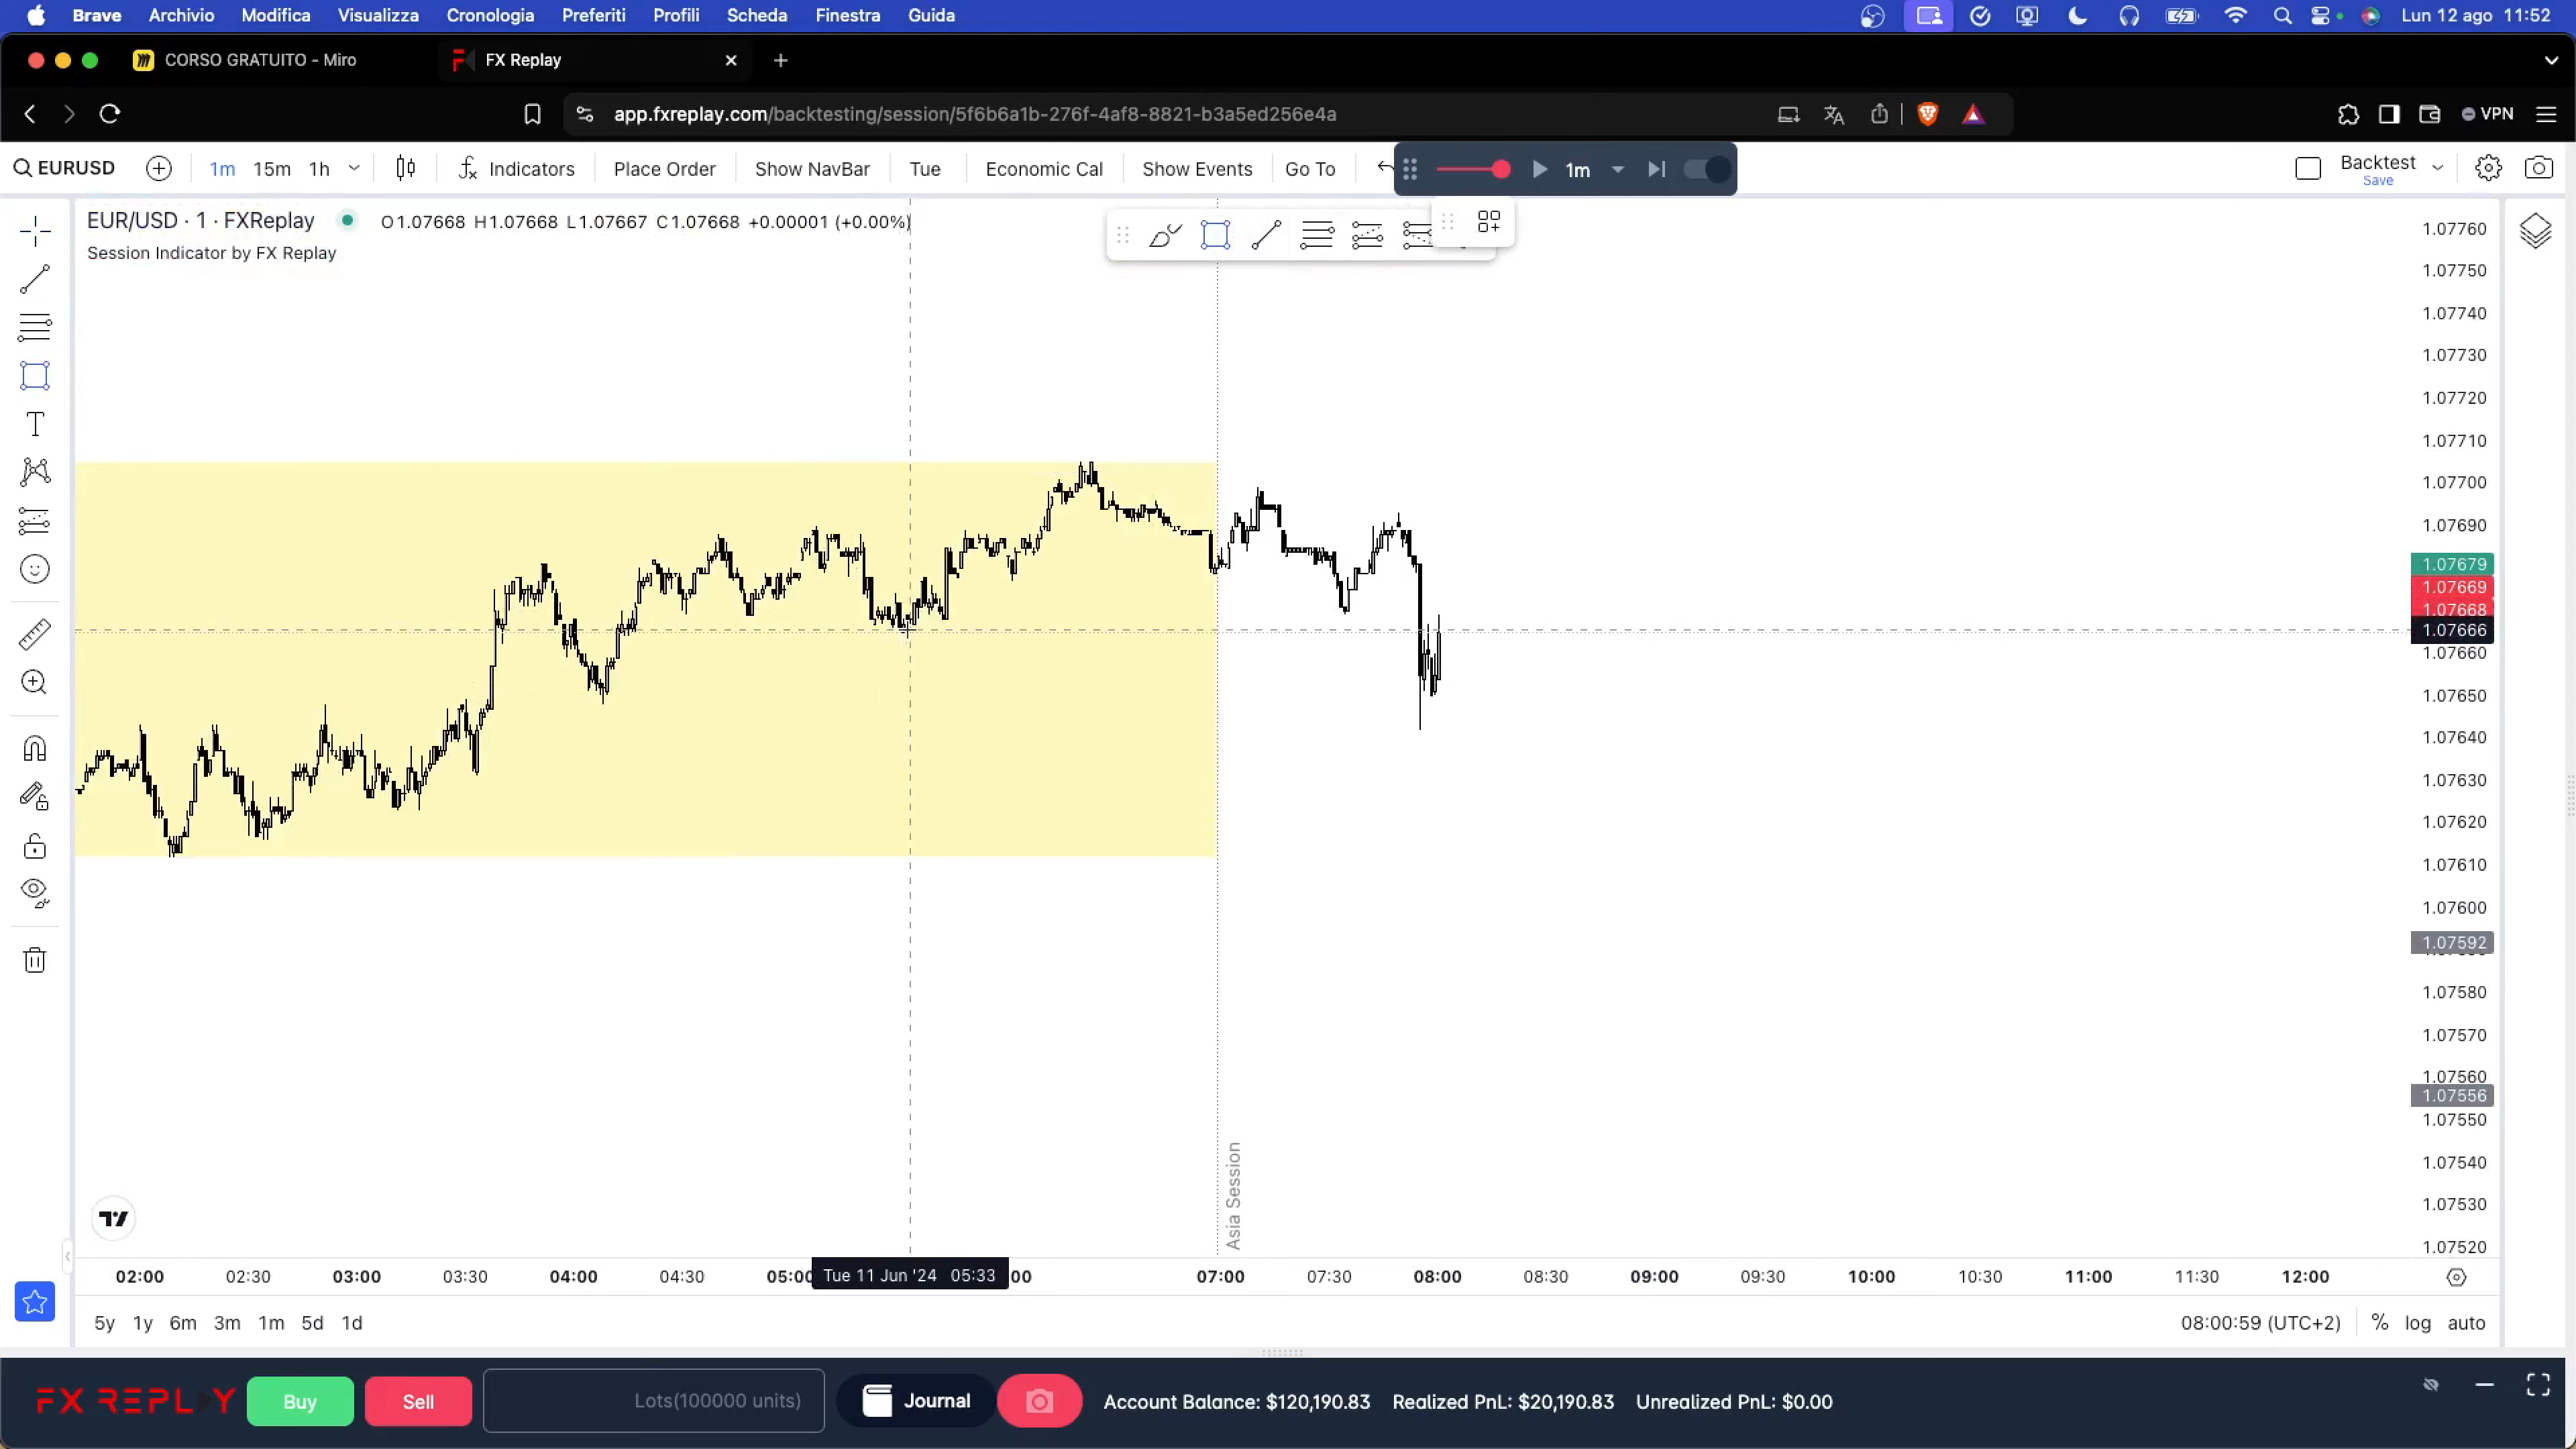 Brave Archivio Modifica Visualizza Cronologia Preferiti Profili Scheda Finestra Guida Lun 12 ago 11:52
CORSO GRATUITO - Miro FX Replay
app.fxreplay.com/backtesting/session/5f6b6a1b-276f-4af8-8821-b3a5ed256e4a VPN
EURUSD 1m 15m 1h Indicators Place Order Show NavBar Tue Economic Cal Show Events Go To 1m Backtest
Save
EUR/USD · 1 · FXReplay O1.07668 H1.07668 L1.07667 C1.07668 +0.00001 (+0.00%)
Session Indicator by FX Replay
1.07760
1.07750
1.07740
1.07730
1.07720
1.07710
1.07700
1.07690
1.07679
1.07669
1.07668
1.07666
1.07660
1.07650
1.07640
1.07630
1.07620
1.07610
1.07600
1.07592
1.07580
1.07570
1.07560
1.07556
1.07550
1.07540
1.07530
1.07520
Asia Session
02:00 02:30 03:00 03:30 04:00 04:30 05:00 Tue 11 Jun '24 05:33 07:00 07:30 08:00 08:30 09:00 09:30 10:00 10:30 11:00 11:30 12:00
5y 1y 6m 3m 1m 5d 1d 08:00:59 (UTC+2) % log auto
FX REPLAY Buy Sell Lots(100000 units) Journal Account Balance: $120,190.83 Realized PnL: $20,190.83 Unrealized PnL: $0.00